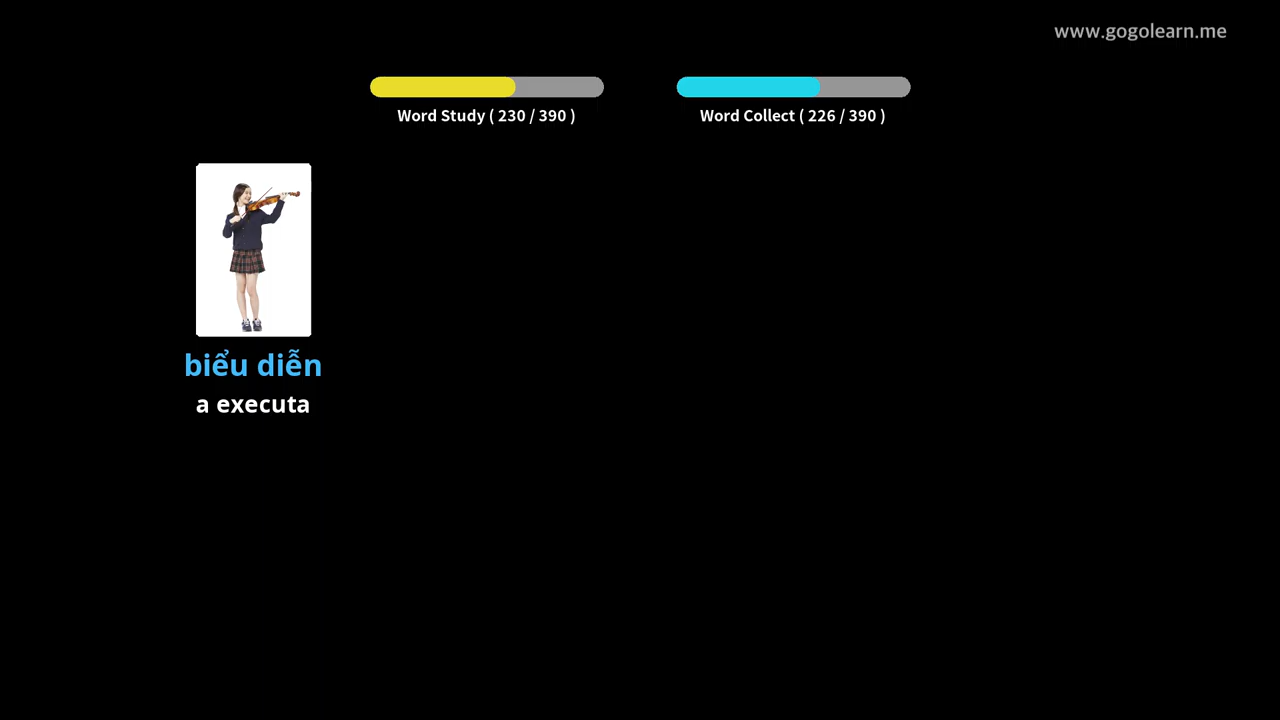 www.gogolearn.me
Word Study ( 230 / 390 )
Word Collect ( 226 / 390 )
biểu diễn
a executa